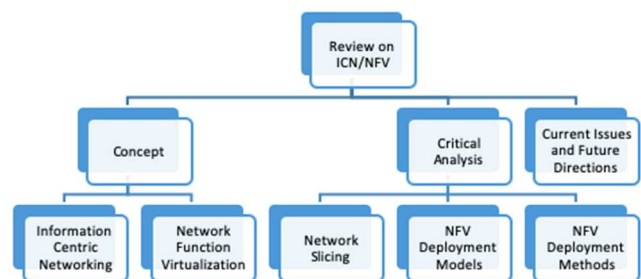 Review on
ICN/NFV
Concept
Critical
Analysis
Current Issues
and Future
Directions
Information
Centric
Networking
Network
Function
Virtualization
Network
Slicing
NFV
Deployment
Models
NFV
Deployment
Methods